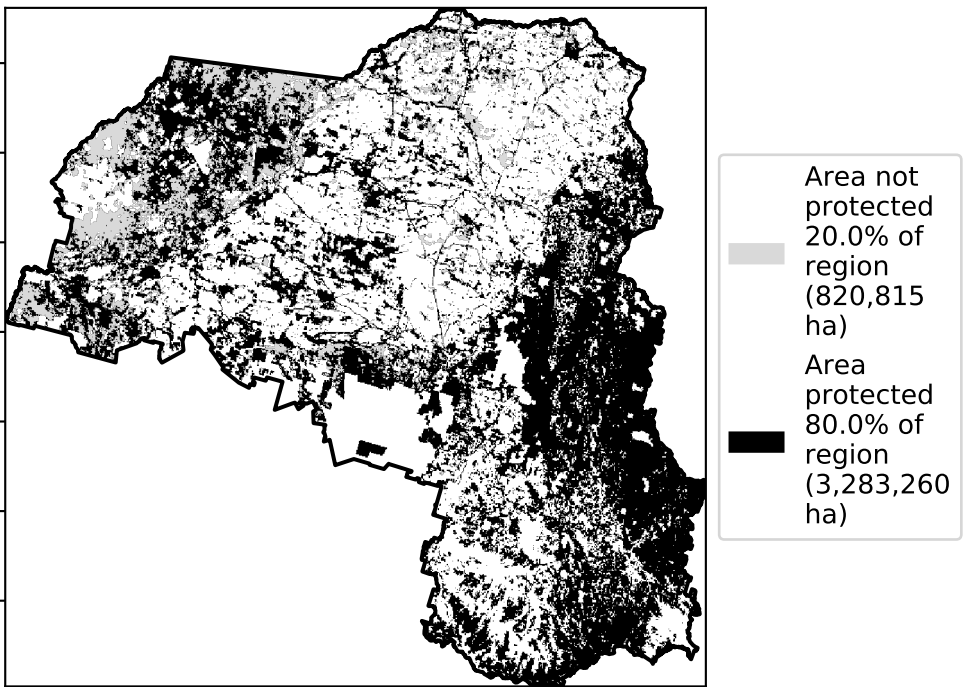 Area not
protected
20.0% of
region
(820,815
ha)
Area
protected
80.0% of
region
(3,283,260
ha)